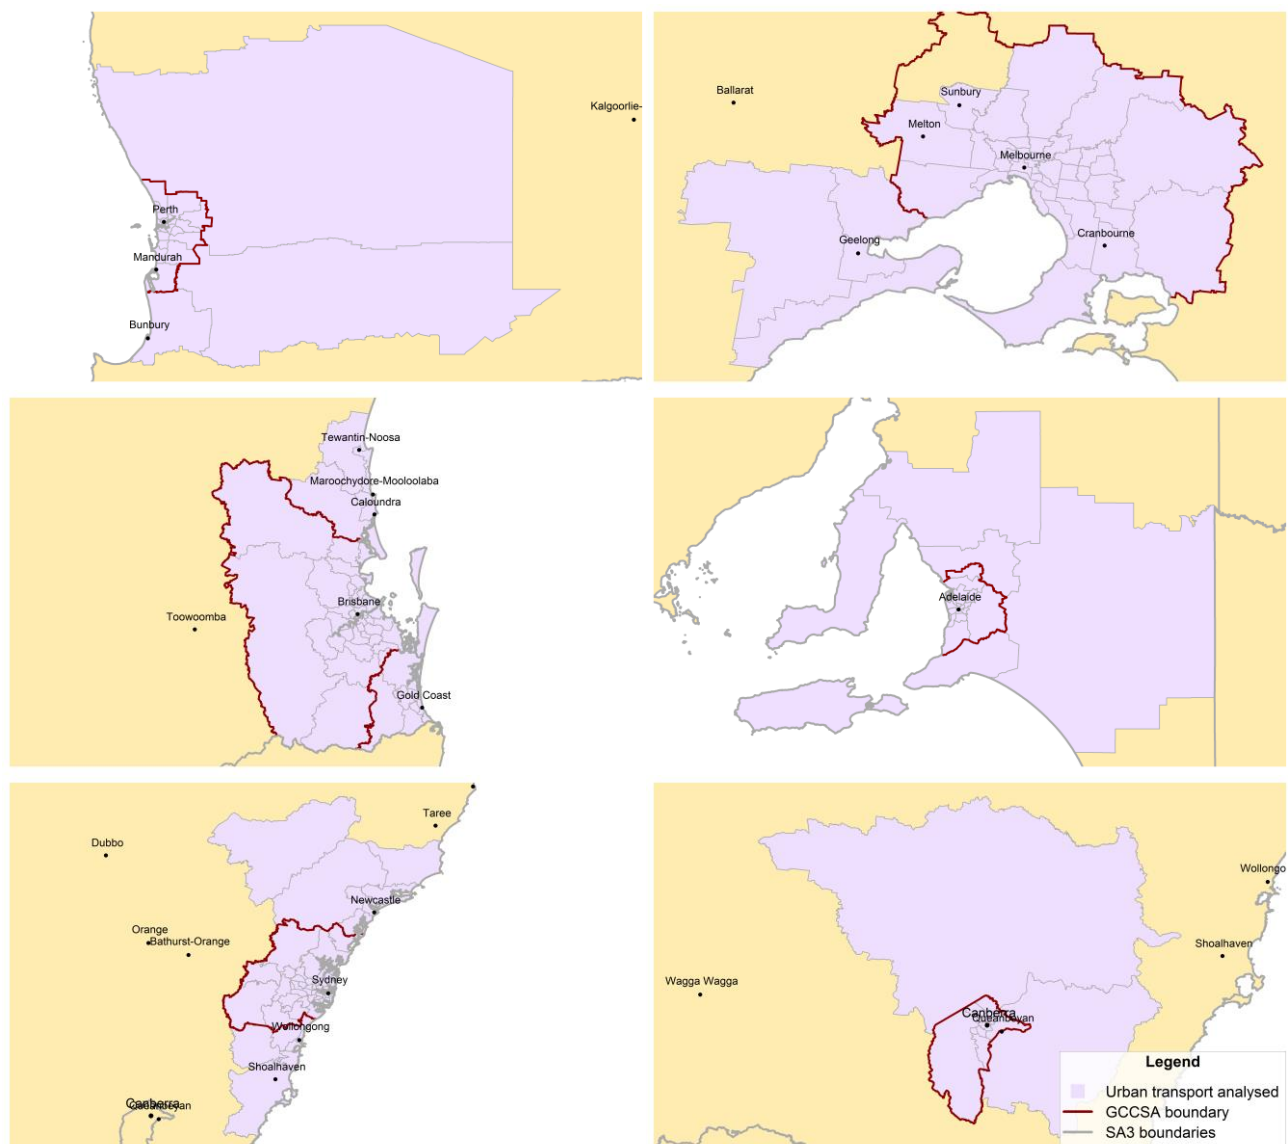 Kalgoorlie-
Perth
Mandurah
Bunbury
Ballarat
Sunbury
Melton
Melbourne
Geelong
Cranbourne
Tewantin-Noosa
Maroochydore-Mooloolaba
Caloundra
Brisbane
Toowoomba
Gold Coast
Adelaide
Taree
Dubbo
Newcastle
Orange
Bathurst-Orange
Sydney
Wollongong
Shoalhaven
Canberra
Queanbeyan
Wollongo
Shoalhaven
Wagga Wagga
Canberra
Queanbeyan
Legend
Urban transport analysed
GCCSA boundary
SA3 boundaries